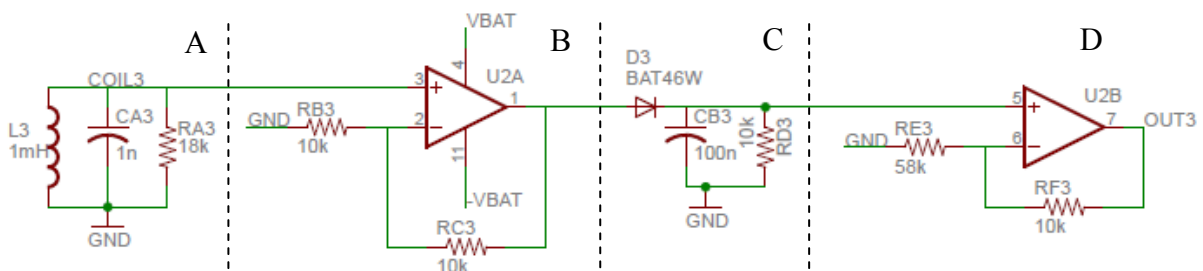 A
B
C
D
COIL3
L3
1mH
CA3
1n
RA3
18k
GND
GND
RB3
10k
VBAT
4
U2A
3
2
1
11
-VBAT
RC3
10k
D3
BAT46W
CB3
100n
10k
RD3
GND
GND
RE3
58k
5
6
U2B
7
OUT3
RF3
10k